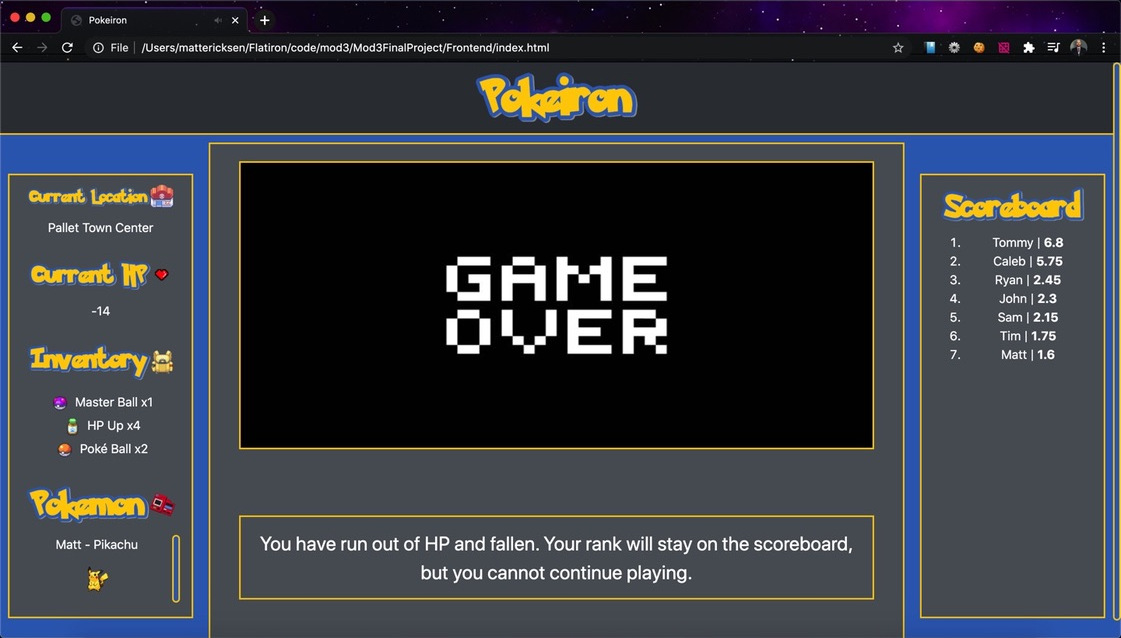 Pokeiron
File
/Users/mattericksen/Flatiron/code/mod3/Mod3FinalProject/Frontend/index.html
Pokeiron
Current Location
Pallet Town Center
Current HP
-14
Inventory
Master Ball x1
HP Up x4
Poké Ball x2
Pokemon
Matt - Pikachu
GAME
OVER
You have run out of HP and fallen. Your rank will stay on the scoreboard,
but you cannot continue playing.
Scoreboard
1. Tommy | 6.8
2. Caleb | 5.75
3. Ryan | 2.45
4. John | 2.3
5. Sam | 2.15
6. Tim | 1.75
7. Matt | 1.6